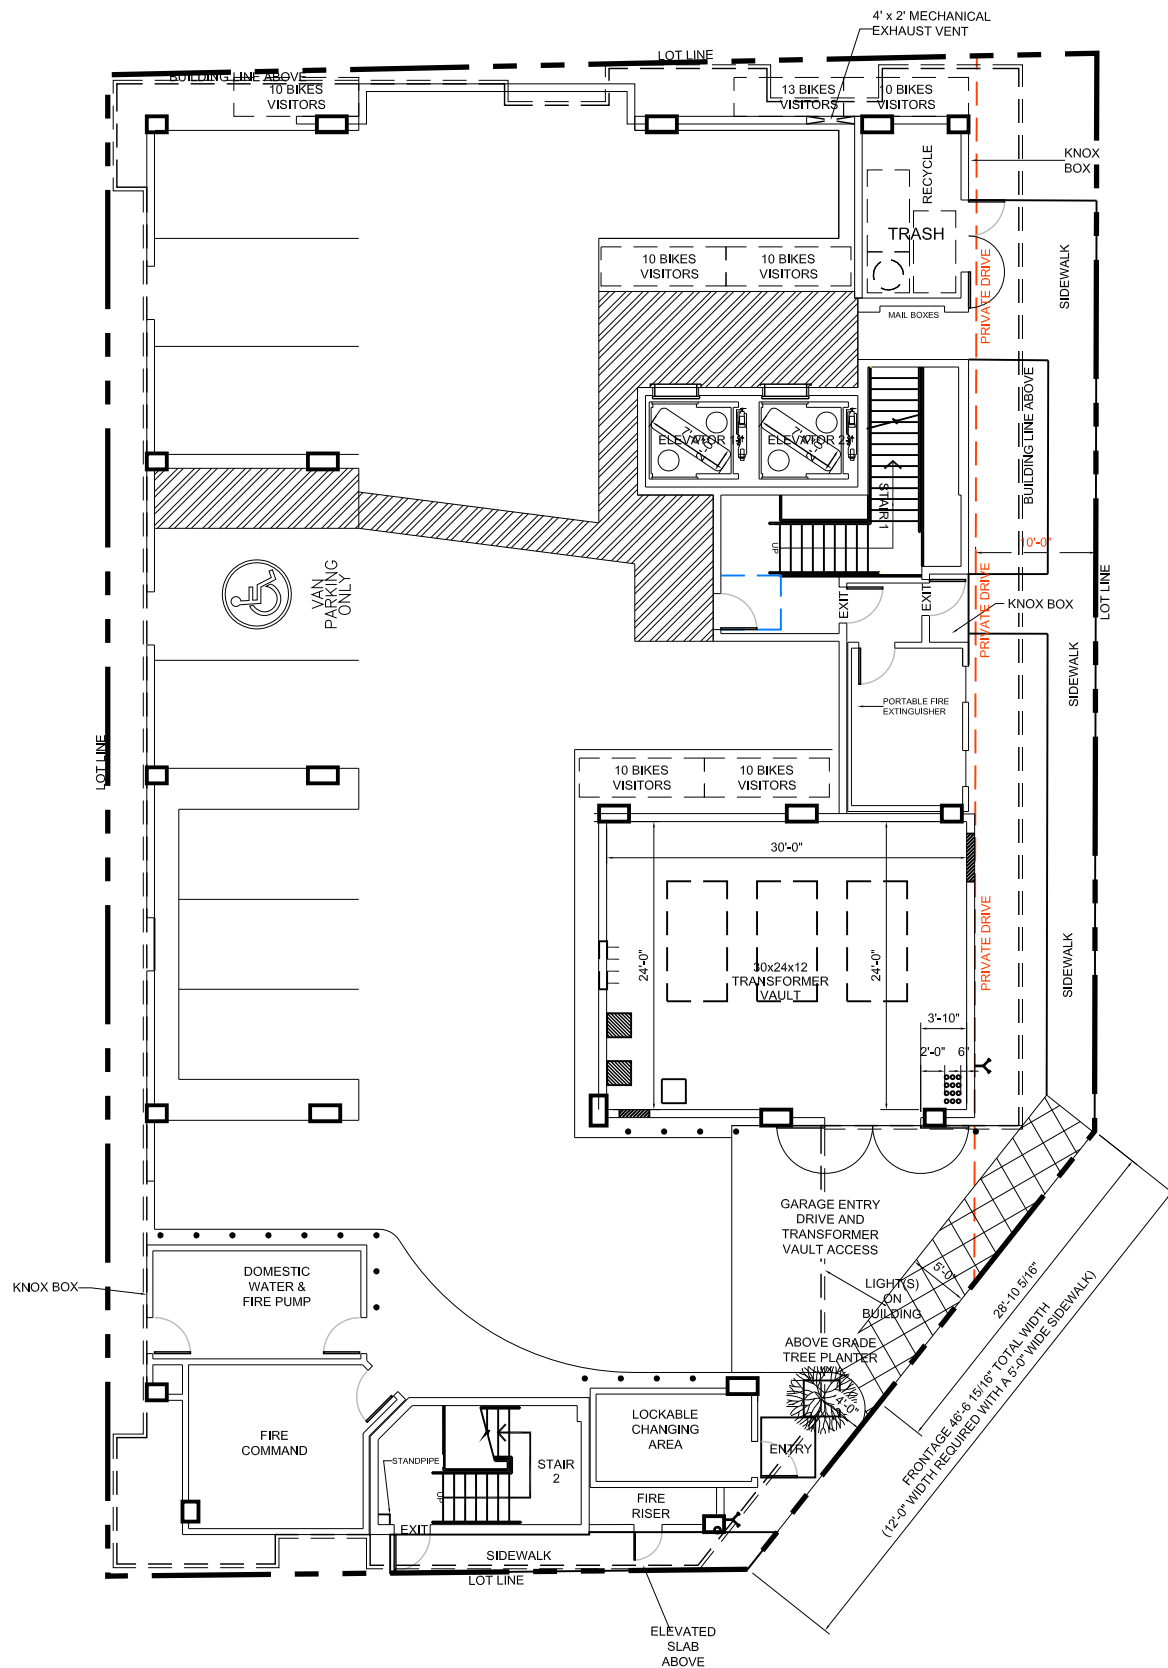 4' x 2' MECHANICAL
EXHAUST VENT
LOT LINE
BUILDING LINE ABOVE
10 BIKES
VISITORS
13 BIKES
VISITORS
10 BIKES
VISITORS
KNOX
BOX
RECYCLE
TRASH
10 BIKES
VISITORS
10 BIKES
VISITORS
MAIL BOXES
PRIVATE DRIVE
SIDEWALK
BUILDING LINE ABOVE
ELEVATOR 1
ELEVATOR 2
STAIR 1
UP
10'-0"
LOT LINE
VAN
PARKING
ONLY
EXIT
EXIT
KNOX BOX
PRIVATE DRIVE
SIDEWALK
PORTABLE FIRE
EXTINGUISHER
LOT LINE
10 BIKES
VISITORS
10 BIKES
VISITORS
30'-0"
24'-0"
24'-0"
30x24x12
TRANSFORMER
VAULT
PRIVATE DRIVE
SIDEWALK
3'-10"
2'-0"
6"
GARAGE ENTRY
DRIVE AND
TRANSFORMER
VAULT ACCESS
LIGHT(S)
ON
BUILDING
5'-0"
28'-10 5/16"
FRONTAGE 46'-6 15/16" TOTAL WIDTH
(12'-0" WIDTH REQUIRED WITH A 5'-0" WIDE SIDEWALK)
ABOVE GRADE
TREE PLANTER
4'-0"
KNOX BOX
DOMESTIC
WATER &
FIRE PUMP
FIRE
COMMAND
STANDPIPE
UP
STAIR
2
LOCKABLE
CHANGING
AREA
ENTRY
FIRE
RISER
EXIT
SIDEWALK
LOT LINE
ELEVATED
SLAB
ABOVE